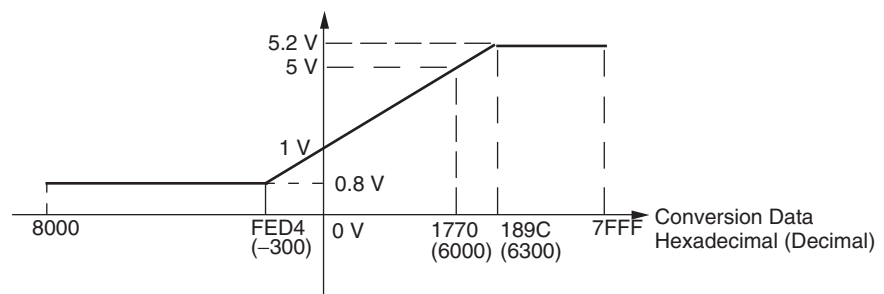 5.2 V
5 V
1 V
0.8 V
8000
FED4
(−300)
0 V
1770
(6000)
189C
(6300)
7FFF
Conversion Data
Hexadecimal (Decimal)